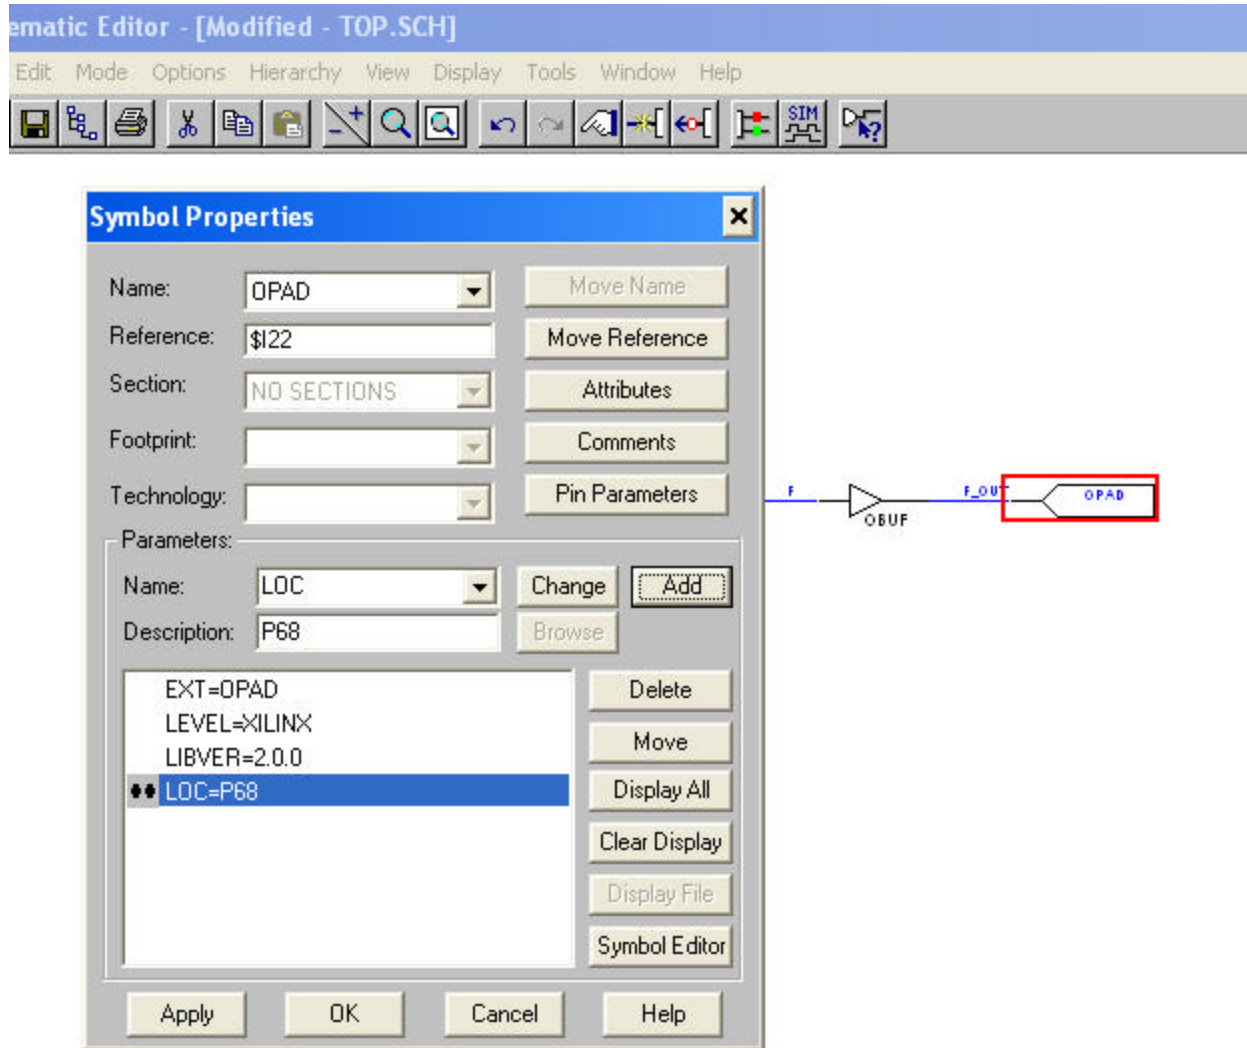 ematic Editor - [Modified - TOP.SCH]
Edit Mode Options Hierarchy View Display Tools Window Help
SIM
Symbol Properties
Name: OPAD Move Name
Reference: $I22 Move Reference
Section: NO SECTIONS Attributes
Footprint: Comments
Technology: Pin Parameters
Parameters:
Name: LOC Change Add
Description: P68 Browse
EXT=OPAD
LEVEL=XILINX
LIBVER=2.0.0
LOC=P68
Delete
Move
Display All
Clear Display
Display File
Symbol Editor
Apply OK Cancel Help
F
OBUF
F_OUT
OPAD